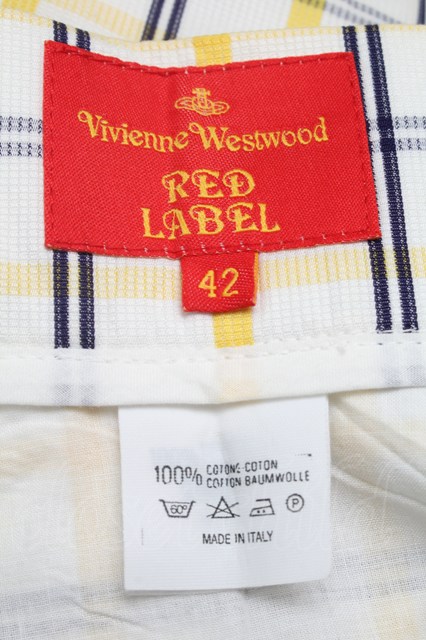 Vivienne Westwood
RED
LABEL
42
100% COTONE-COTON
COTTON BAUMWOLLE
60° P
MADE IN ITALY